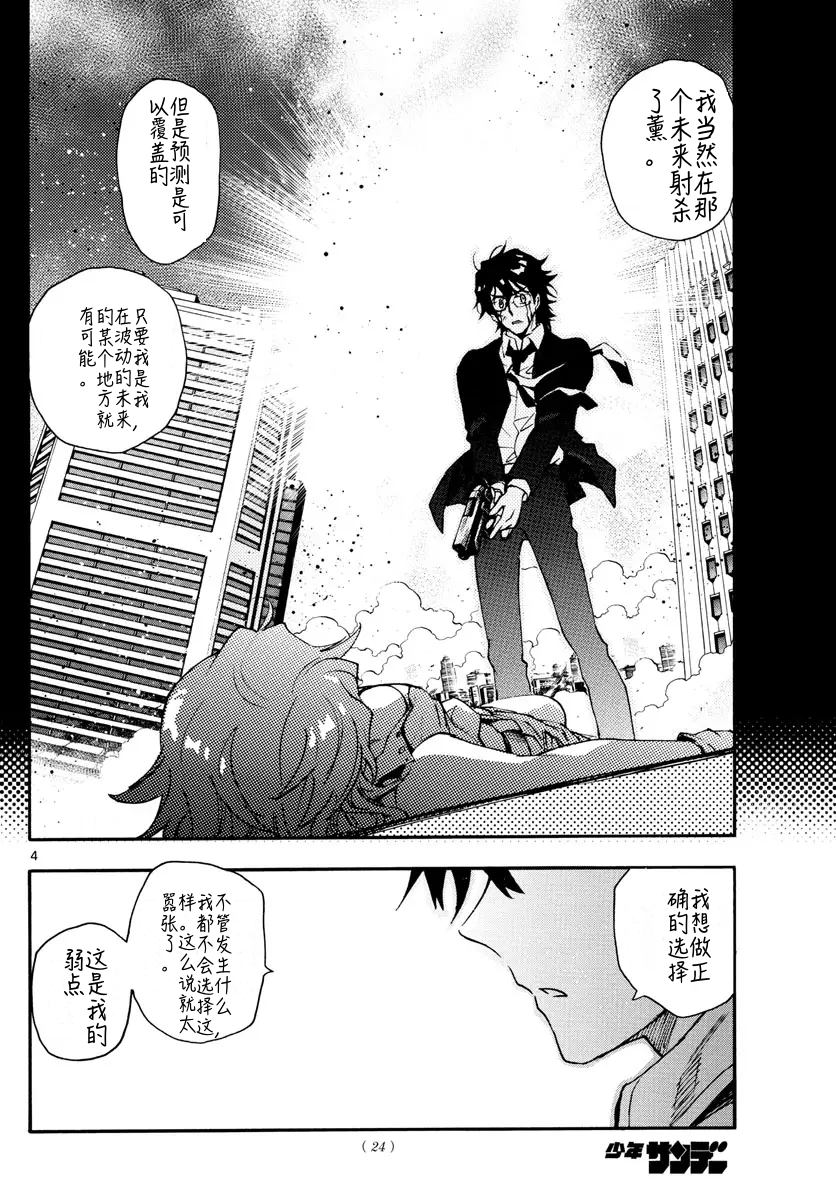 我当然在那
个未来射杀
了薰。
但是预测是可
以覆盖的
只要我是我
在波动的未来,
的某个地方就
有可能。
4
我想做正
确的选择
不管发生什么
我都不会选择这,
样。这么说就太
嚣张了。
这是我的
弱点
(24)
少年サンデー